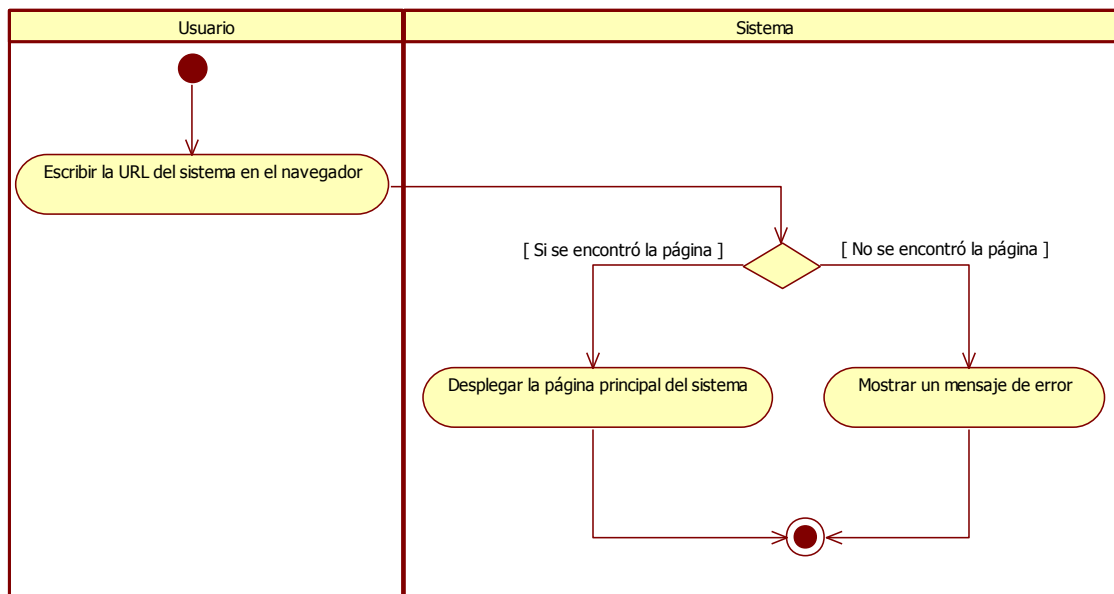 Usuario
Sistema
Escribir la URL del sistema en el navegador
[ Si se encontró la página ]
[ No se encontró la página ]
Desplegar la página principal del sistema
Mostrar un mensaje de error